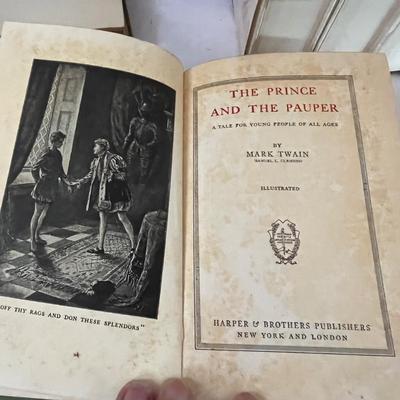 OFF THY RAGS AND DON THESE SPLENDORS"
THE PRINCE
AND THE PAUPER
A TALE FOR YOUNG PEOPLE OF ALL AGES
BY
MARK TWAIN
SAMUEL L. CLEMENS
ILLUSTRATED
HARPER & BROTHERS PUBLISHERS
NEW YORK AND LONDON